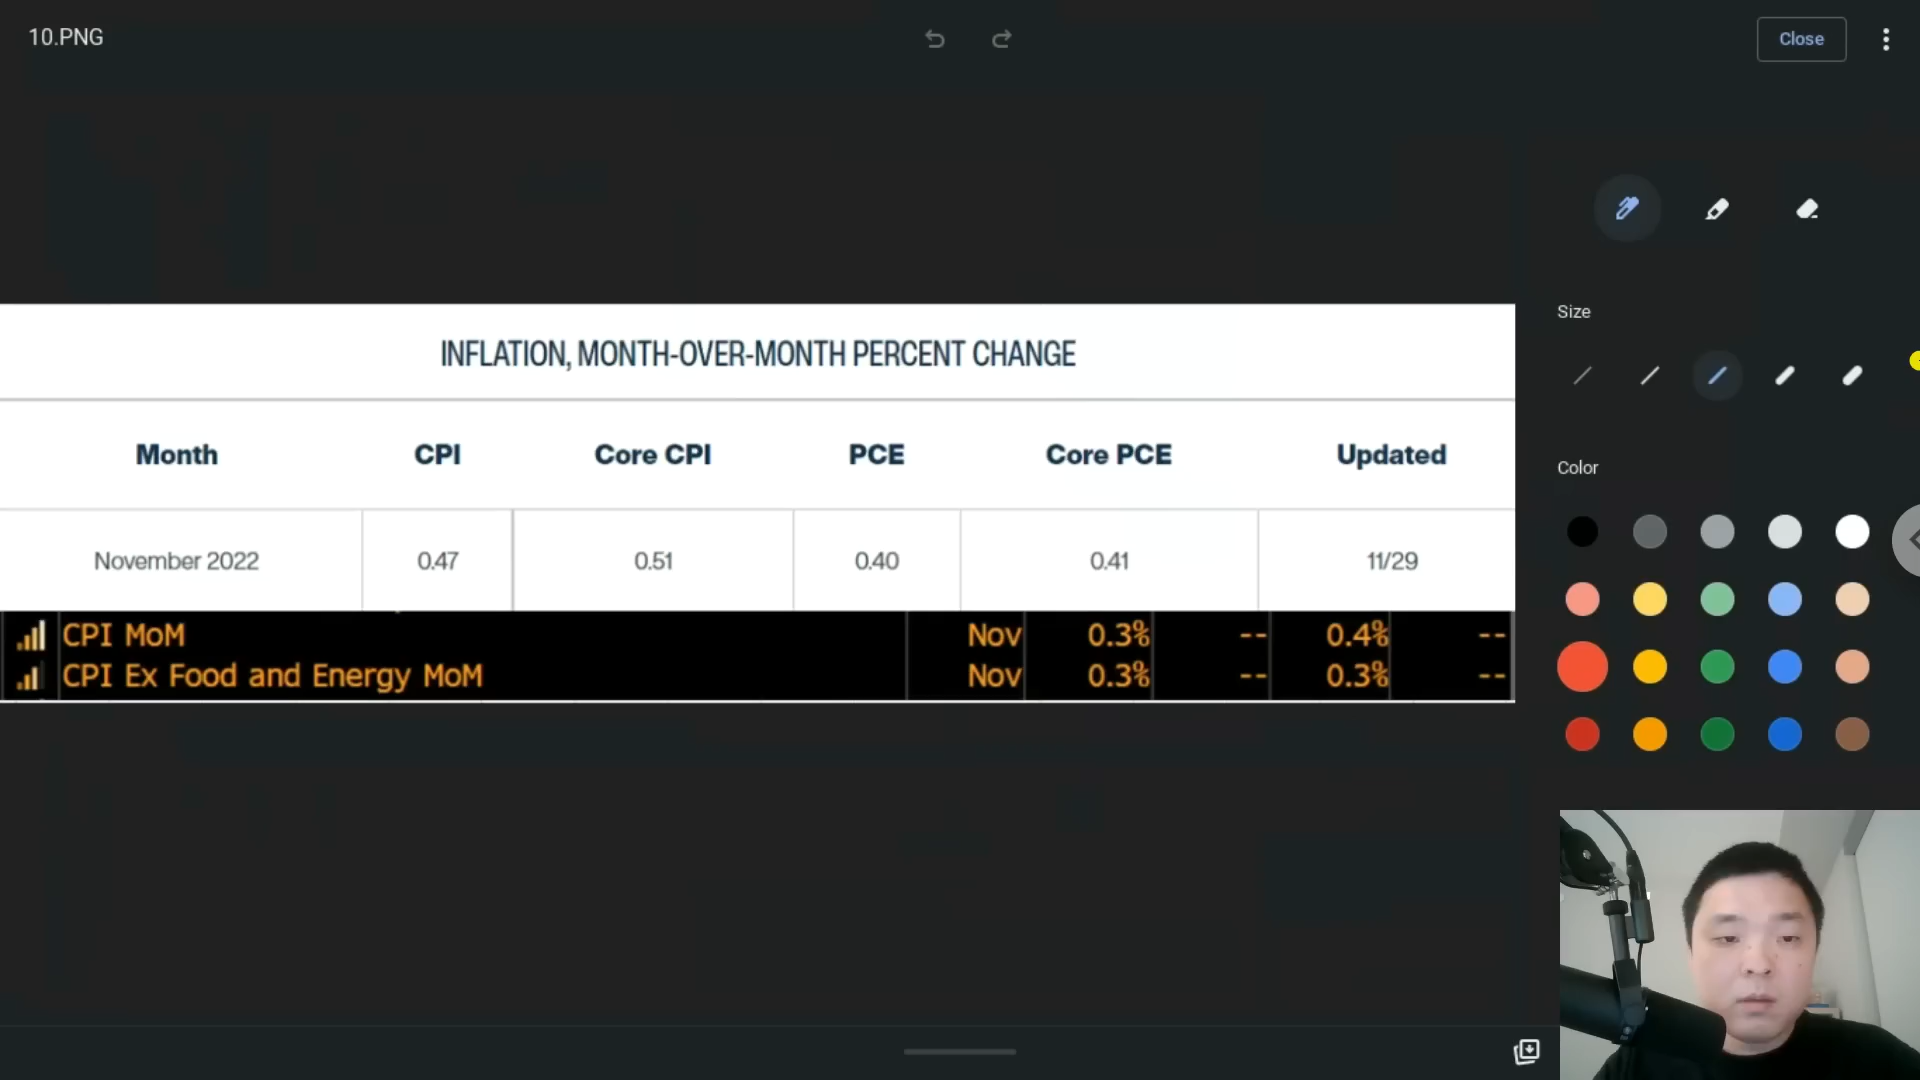 10.PNG
Close
INFLATION, MONTH-OVER-MONTH PERCENT CHANGE
Month CPI Core CPI PCE Core PCE Updated
November 2022 0.47 0.51 0.40 0.41 11/29
CPI MoM Nov 0.3% -- 0.4% --
CPI Ex Food and Energy MoM Nov 0.3% -- 0.3% --
Size
Color